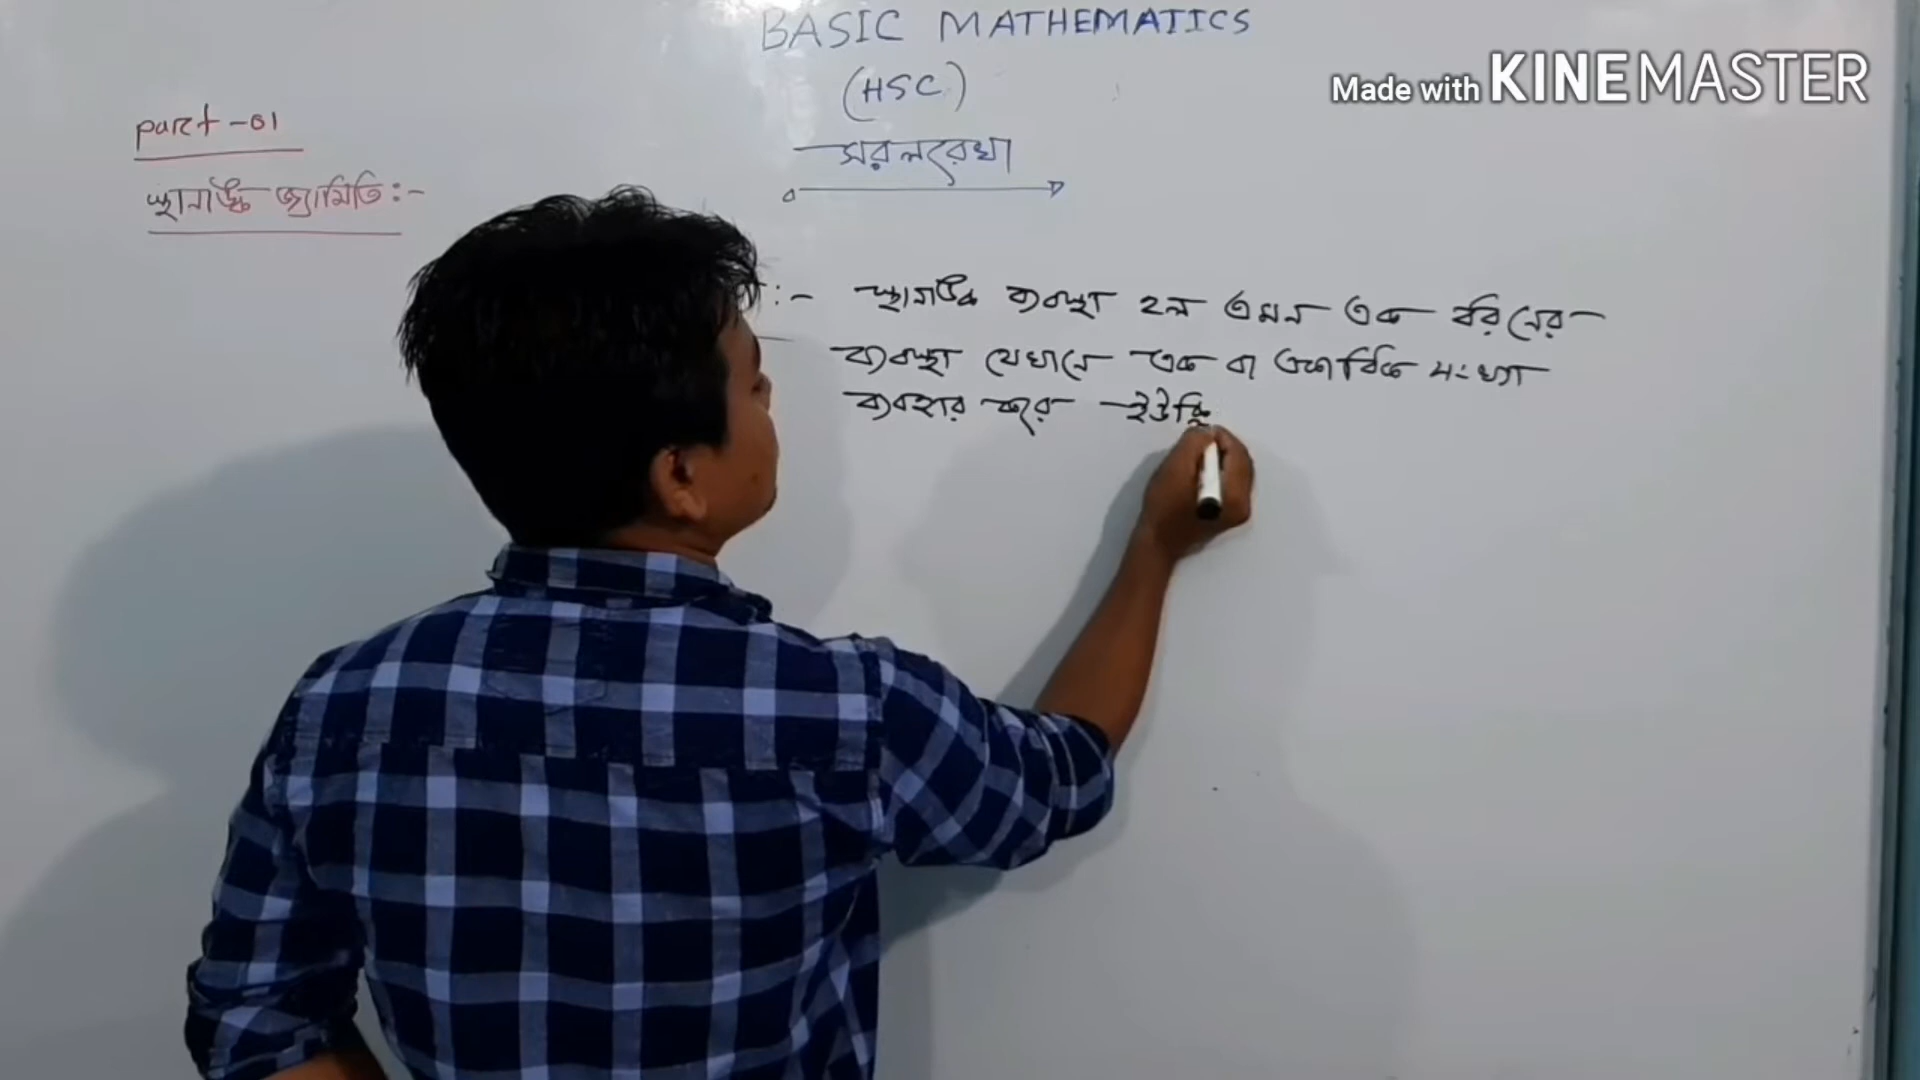 BASIC MATHEMATICS
(HSC)
সরলরেখা
Made with KINEMASTER
part-01
স্থানাঙ্ক জ্যামিতি :-
:- স্থানাঙ্ক ব্যবস্থা হল এমন এক ধরনের
ব্যবস্থা যেখানে এক বা একাধিক সংখ্যা
ব্যবহার করে ইউক্লি